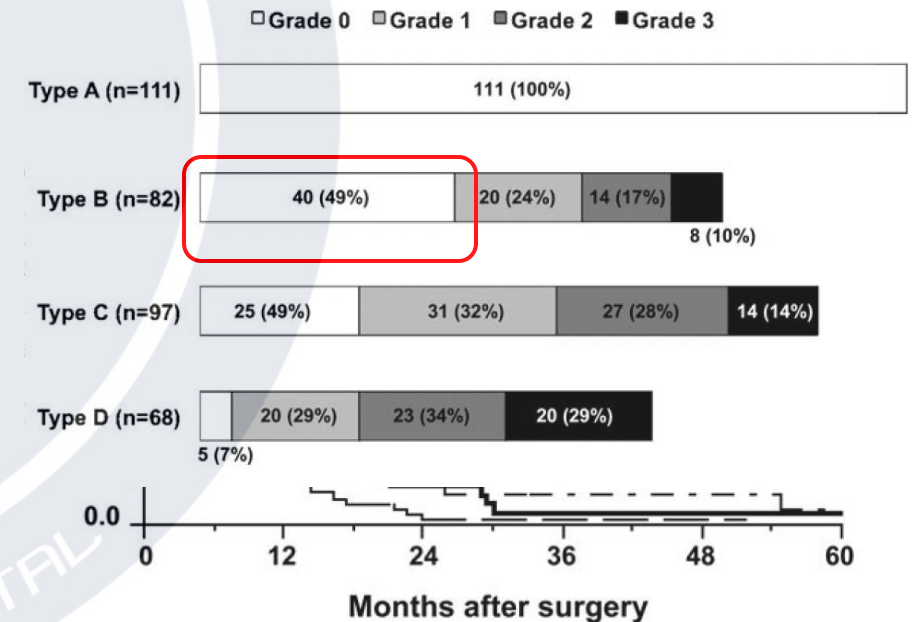 Grade 0 Grade 1 Grade 2 Grade 3
Type A (n=111) 111 (100%)
Type B (n=82) 40 (49%) 20 (24%) 14 (17%)
8 (10%)
Type C (n=97) 25 (49%) 31 (32%) 27 (28%) 14 (14%)
Type D (n=68) 20 (29%) 23 (34%) 20 (29%)
5 (7%)
0.0
0 12 24 36 48 60
Months after surgery
TAL